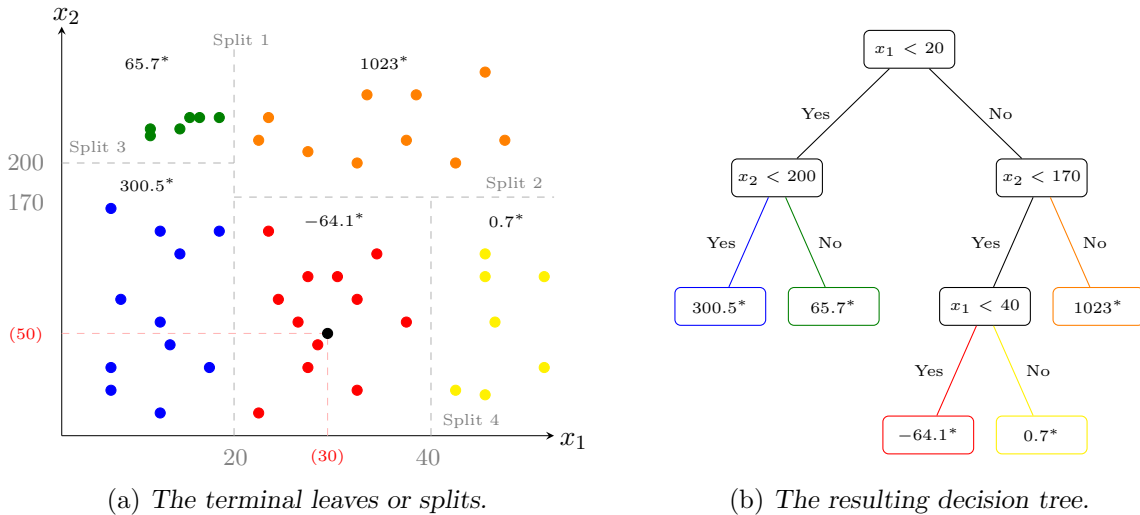 x₂
Split 1
65.7*
1023*
Split 3
200
300.5*
Split 2
170
−64.1*
0.7*
(50)
Split 4
x₁
20
(30)
40
(a) The terminal leaves or splits.
x₁ < 20
Yes
No
x₂ < 200
x₂ < 170
Yes
No
Yes
No
300.5*
65.7*
x₁ < 40
1023*
Yes
No
−64.1*
0.7*
(b) The resulting decision tree.